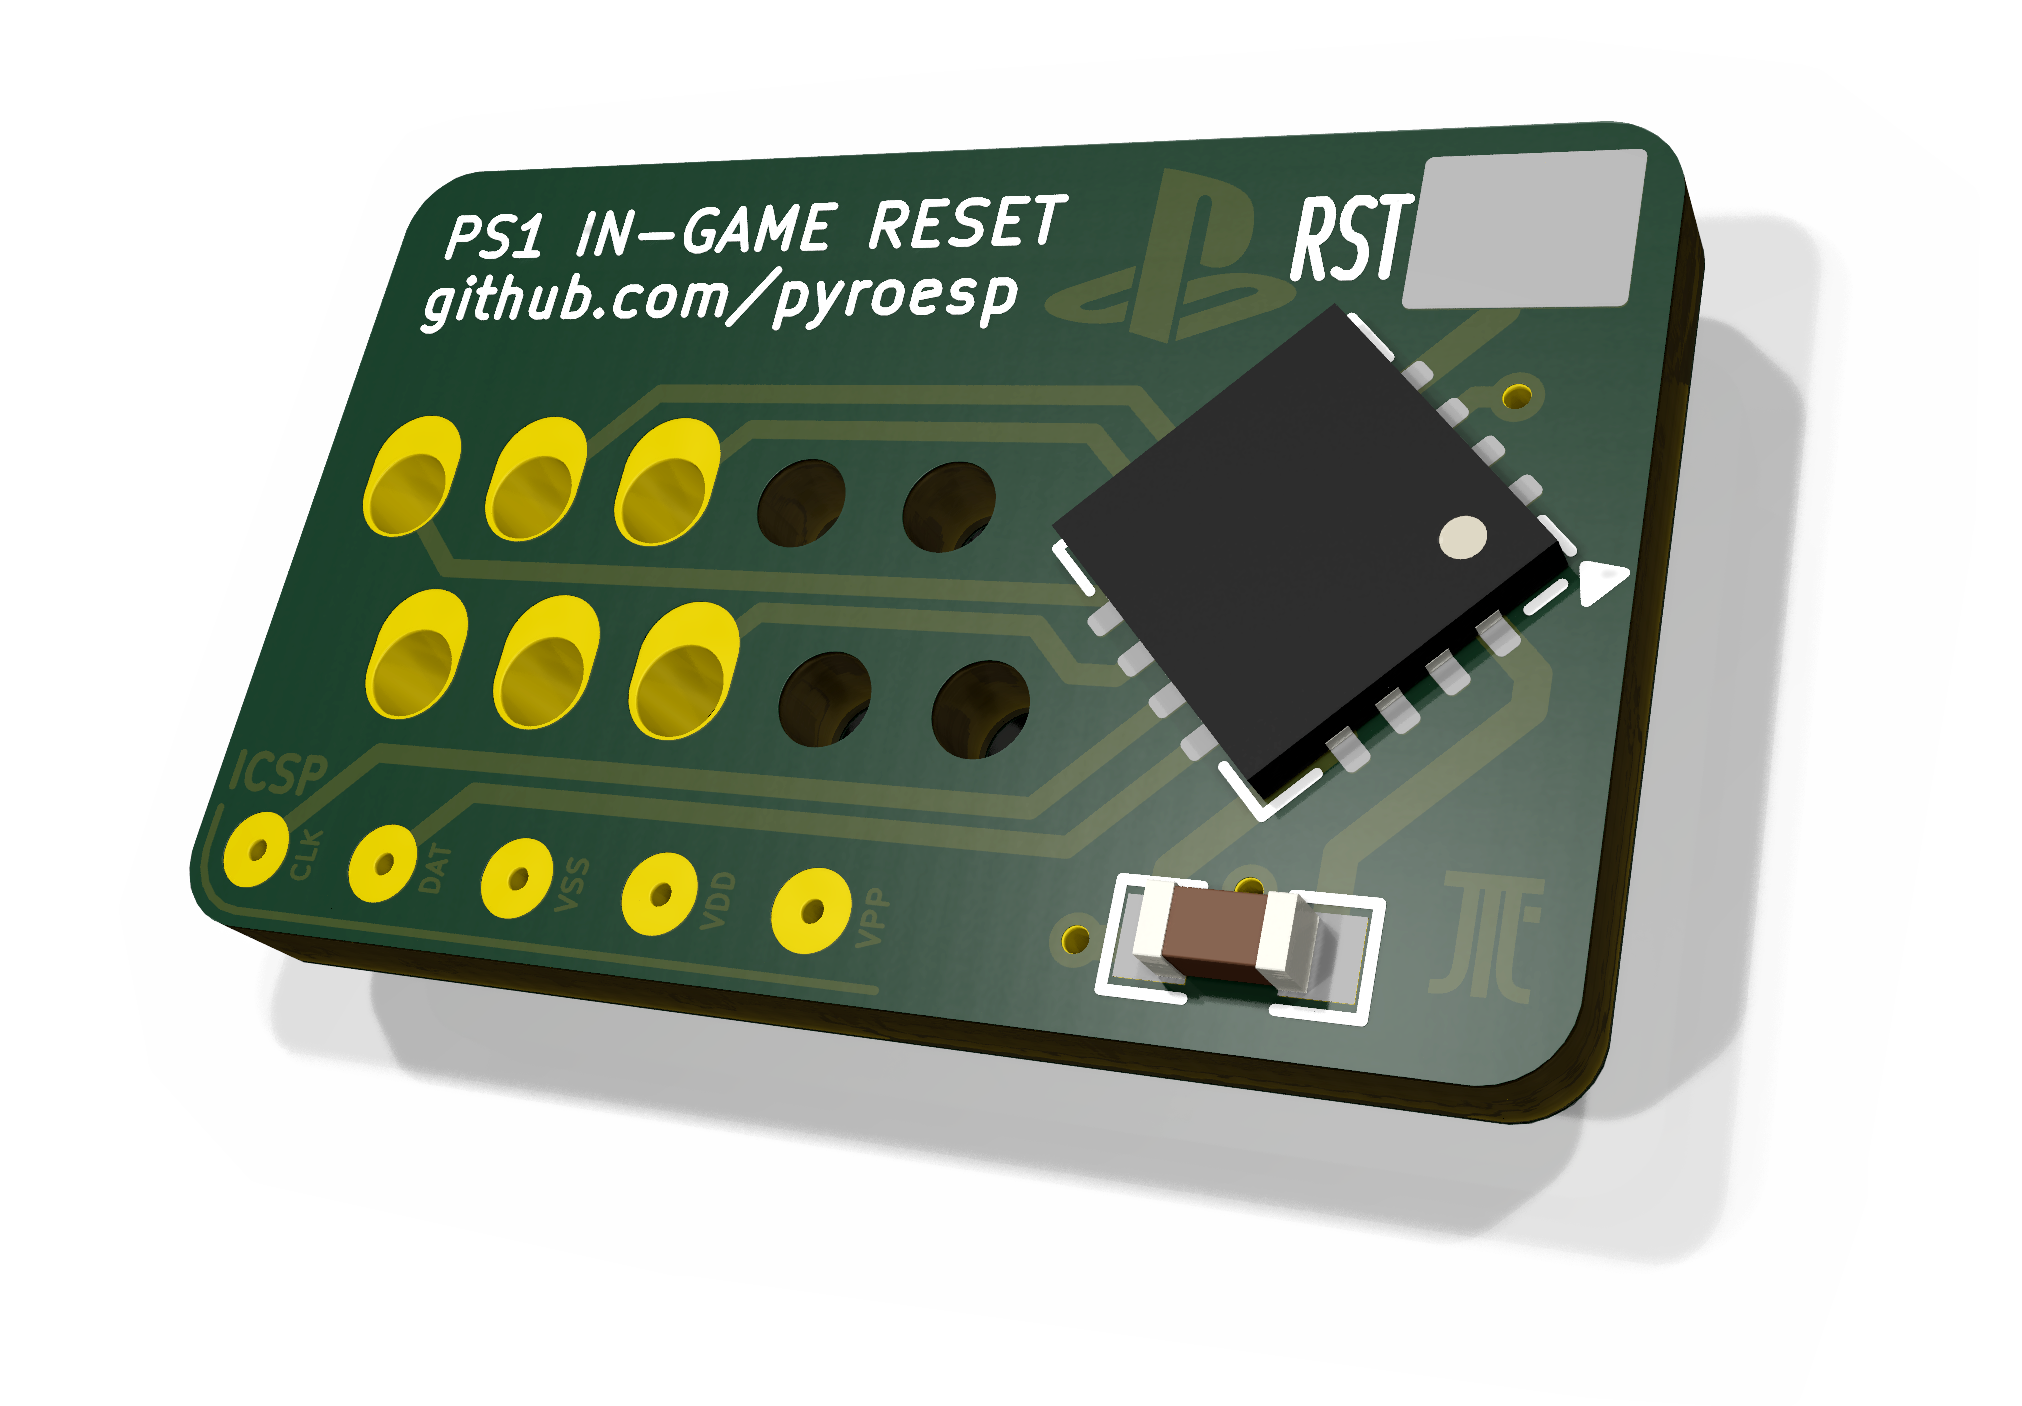 PS1 IN-GAME RESET
github.com/pyroesp
RST
ICSP
CLK
DAT
VSS
VDD
VPP